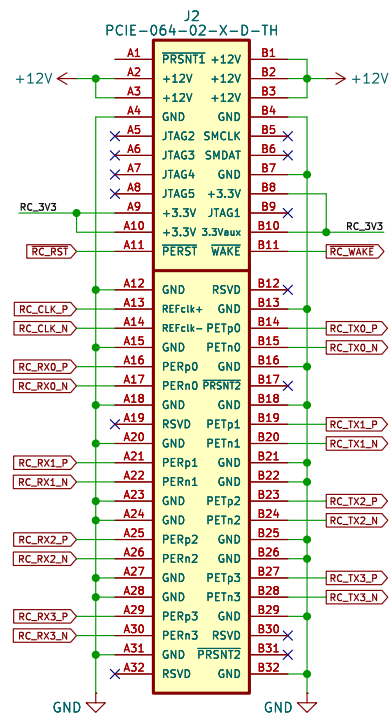 J2
PCIE-064-02-X-D-TH
A1 PRSNT1 +12V B1
+12V A2 +12V +12V B2 +12V
A3 +12V +12V B3
A4 GND GND B4
A5 JTAG2 SMCLK B5
A6 JTAG3 SMDAT B6
A7 JTAG4 GND B7
A8 JTAG5 +3.3V B8
RC_3V3 A9 +3.3V JTAG1 B9
A10 +3.3V 3.3Vaux B10 RC_3V3
RC_RST A11 PERST WAKE B11 RC_WAKE
A12 GND RSVD B12
RC_CLK_P A13 REFclk+ GND B13
RC_CLK_N A14 REFclk- PETp0 B14 RC_TX0_P
A15 GND PETn0 B15 RC_TX0_N
RC_RX0_P A16 PERp0 GND B16
RC_RX0_N A17 PERn0 PRSNT2 B17
A18 GND GND B18
A19 RSVD PETp1 B19 RC_TX1_P
A20 GND PETn1 B20 RC_TX1_N
RC_RX1_P A21 PERp1 GND B21
RC_RX1_N A22 PERn1 GND B22
A23 GND PETp2 B23 RC_TX2_P
A24 GND PETn2 B24 RC_TX2_N
RC_RX2_P A25 PERp2 GND B25
RC_RX2_N A26 PERn2 GND B26
A27 GND PETp3 B27 RC_TX3_P
A28 GND PETn3 B28 RC_TX3_N
RC_RX3_P A29 PERp3 GND B29
RC_RX3_N A30 PERn3 RSVD B30
A31 GND PRSNT2 B31
A32 RSVD GND B32
GND GND